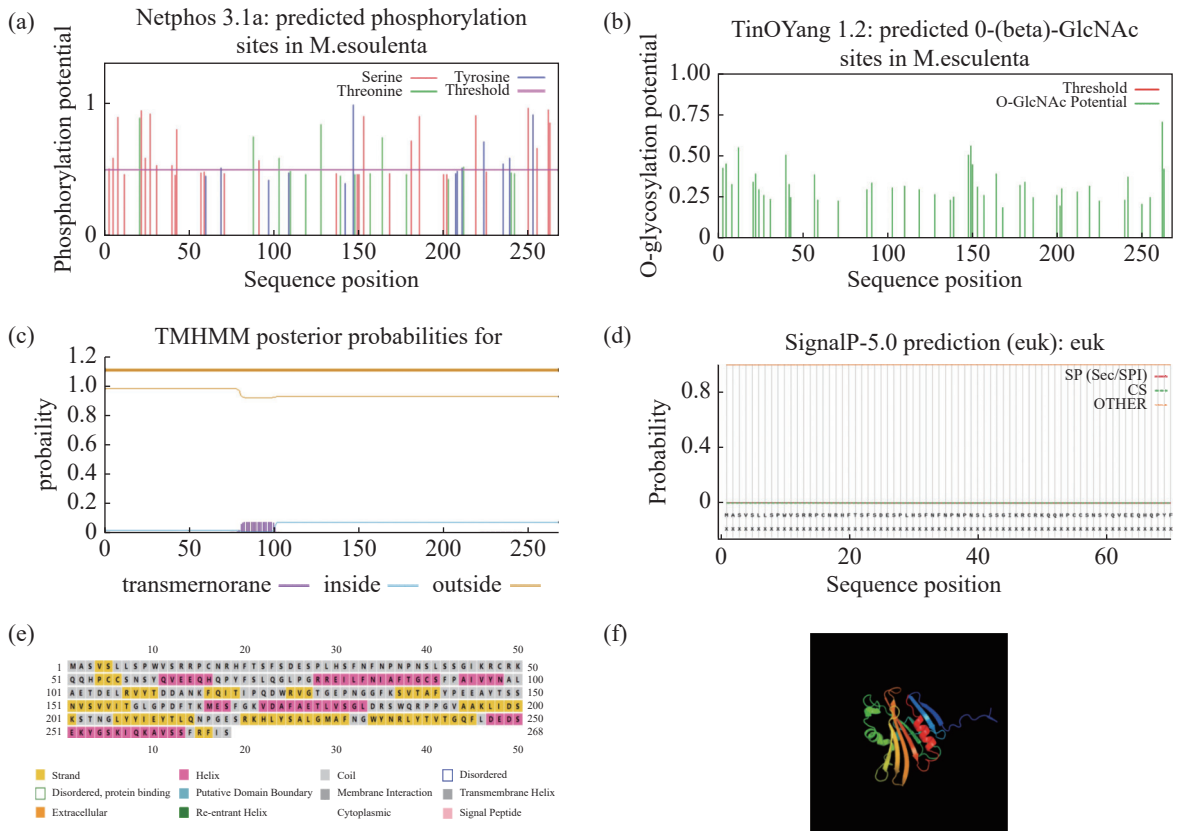 (a)
Netphos 3.1a: predicted phosphorylation
sites in M.esoulenta
Phosphorylation potential
Serine
Tyrosine
Threonine
Threshold
1
0
0
50
100
150
200
250
Sequence position
(b)
TinOYang 1.2: predicted 0-(beta)-GlcNAc
sites in M.esculenta
O-glycosylation potential
1.00
Threshold
O-GlcNAc Potential
0.75
0.50
0.25
0
0
50
100
150
200
250
Sequence position
(c)
TMHMM posterior probabilities for
probaility
1.2
1.0
0.8
0.6
0.4
0.2
0
0
50
100
150
200
250
transmernorane
inside
outside
(d)
SignalP-5.0 prediction (euk): euk
Probability
SP (Sec/SPI)
CS
OTHER
0.8
0.4
0
0
20
40
60
Sequence position
(e)
10 20 30 40 50
1 MASVSLLSPWVSRRPCNRHFTSFSDESPLHSFNFNPNPNSLSSGIKRCRK 50
51 QQHPCCSNSYQVEEQHQPYFSLQGLPGRREILFNIAFTGCSFPAIVYNAL 100
101 AETDELRVYTDDANKFQITIPQDWRVGTGEPNGGFKSVTAFYPEEAYTSS 150
151 NVSVVITGLGPDFTKMESFGKVDAFAETLVSGLDRSWQRPPGVAAKLIDS 200
201 KSTNGLYYIEYTLQNPGESRKHLYSALGMAFNGWYNRLYTVTGQFLDEDS 250
251 EKYGSKIQKAVSSFRFIS 268
10 20 30 40 50
Strand
Helix
Coil
Disordered
Disordered, protein binding
Putative Domain Boundary
Membrane Interaction
Transmembrane Helix
Extracellular
Re-entrant Helix
Cytoplasmic
Signal Peptide
(f)